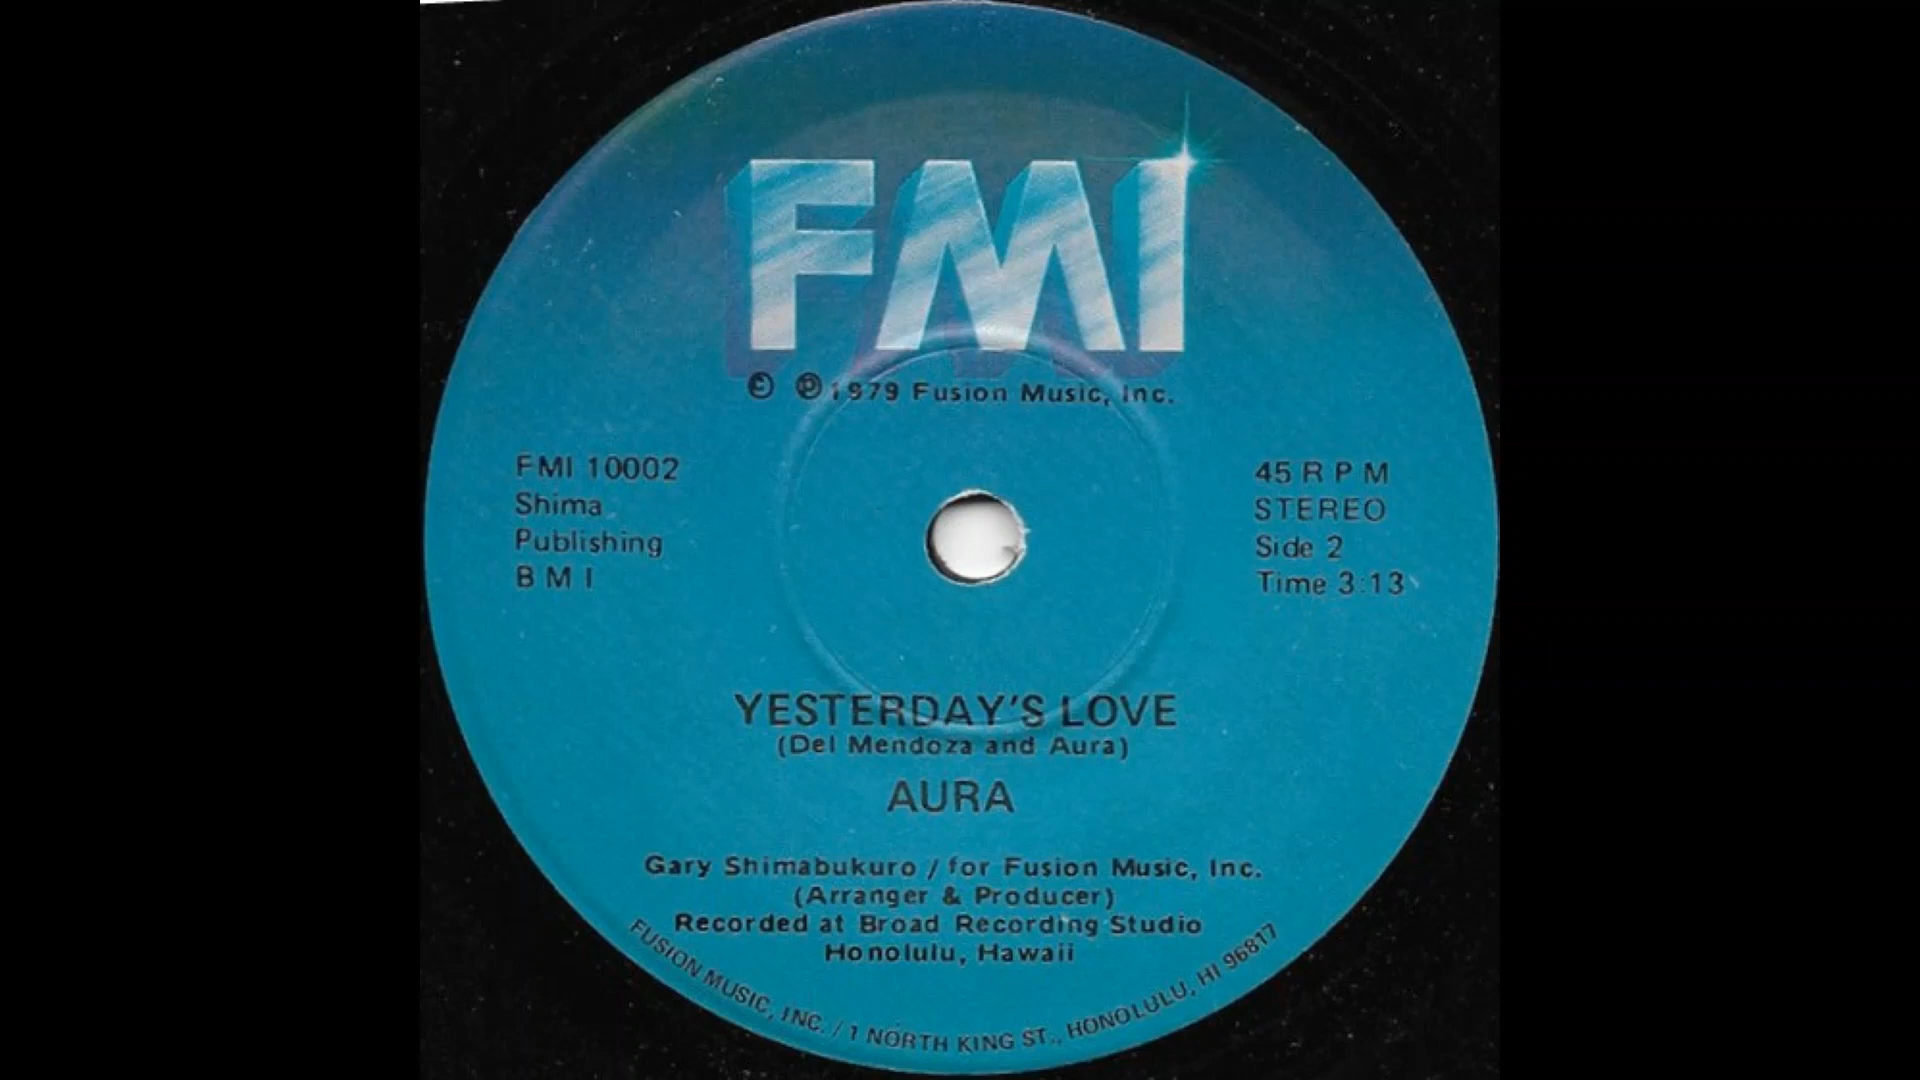 FMI
© ℗ 1979 Fusion Music, Inc.
FMI 10002
Shima
Publishing
B M I
45 R P M
STEREO
Side 2
Time 3:13
YESTERDAY'S LOVE
(Del Mendoza and Aura)
AURA
Gary Shimabukuro / for Fusion Music, Inc.
(Arranger & Producer)
Recorded at Broad Recording Studio
Honolulu, Hawaii
FUSION MUSIC, INC. / 1 NORTH KING ST., HONOLULU, HI 96817